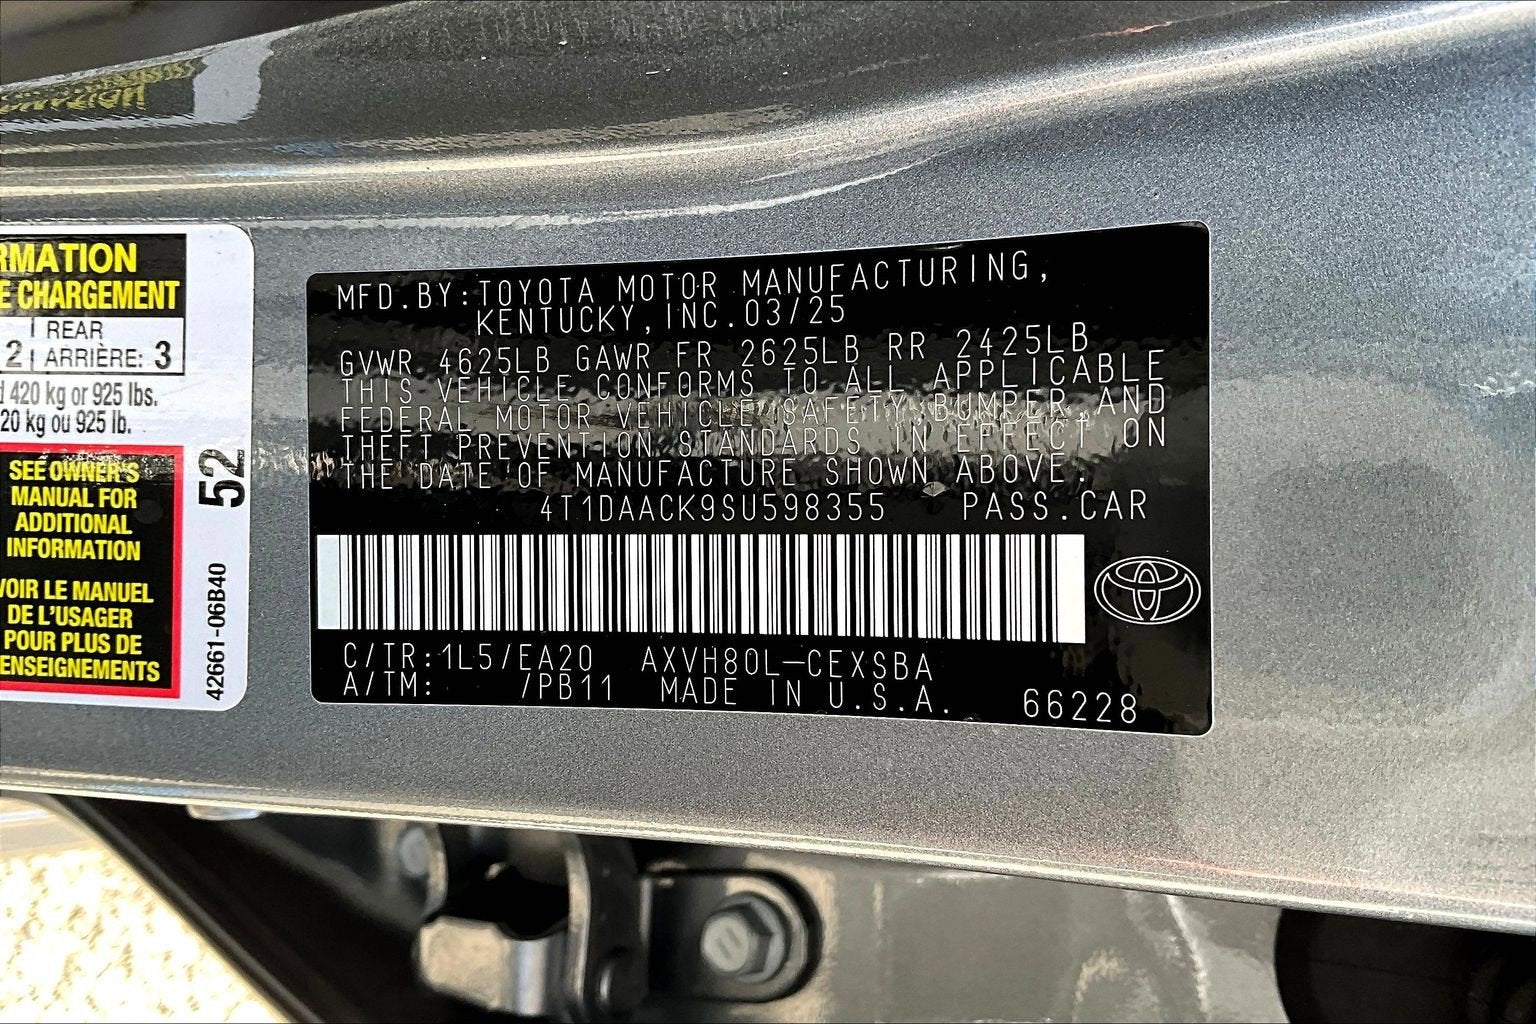 RMATION
E CHARGEMENT
2 | REAR
ARRIÈRE: 3
420 kg or 925 lbs.
20 kg ou 925 lb.
SEE OWNER'S
MANUAL FOR
ADDITIONAL
INFORMATION
VOIR LE MANUEL
DE L'USAGER
POUR PLUS DE
ENSEIGNEMENTS
52
42661-06B40
MFD.BY:TOYOTA MOTOR MANUFACTURING,
KENTUCKY,INC.03/25
GVWR 4625LB GAWR FR 2625LB RR 2425LB
THIS VEHICLE CONFORMS TO ALL APPLICABLE
FEDERAL MOTOR VEHICLE SAFETY,BUMPER,AND
THEFT PREVENTION STANDARDS IN EFFECT ON
THE DATE OF MANUFACTURE SHOWN ABOVE.
4T1DAACK9SU598355 PASS.CAR
C/TR:1L5/EA20 AXVH80L-CEXSBA
A/TM: /PB11 MADE IN U.S.A. 66228